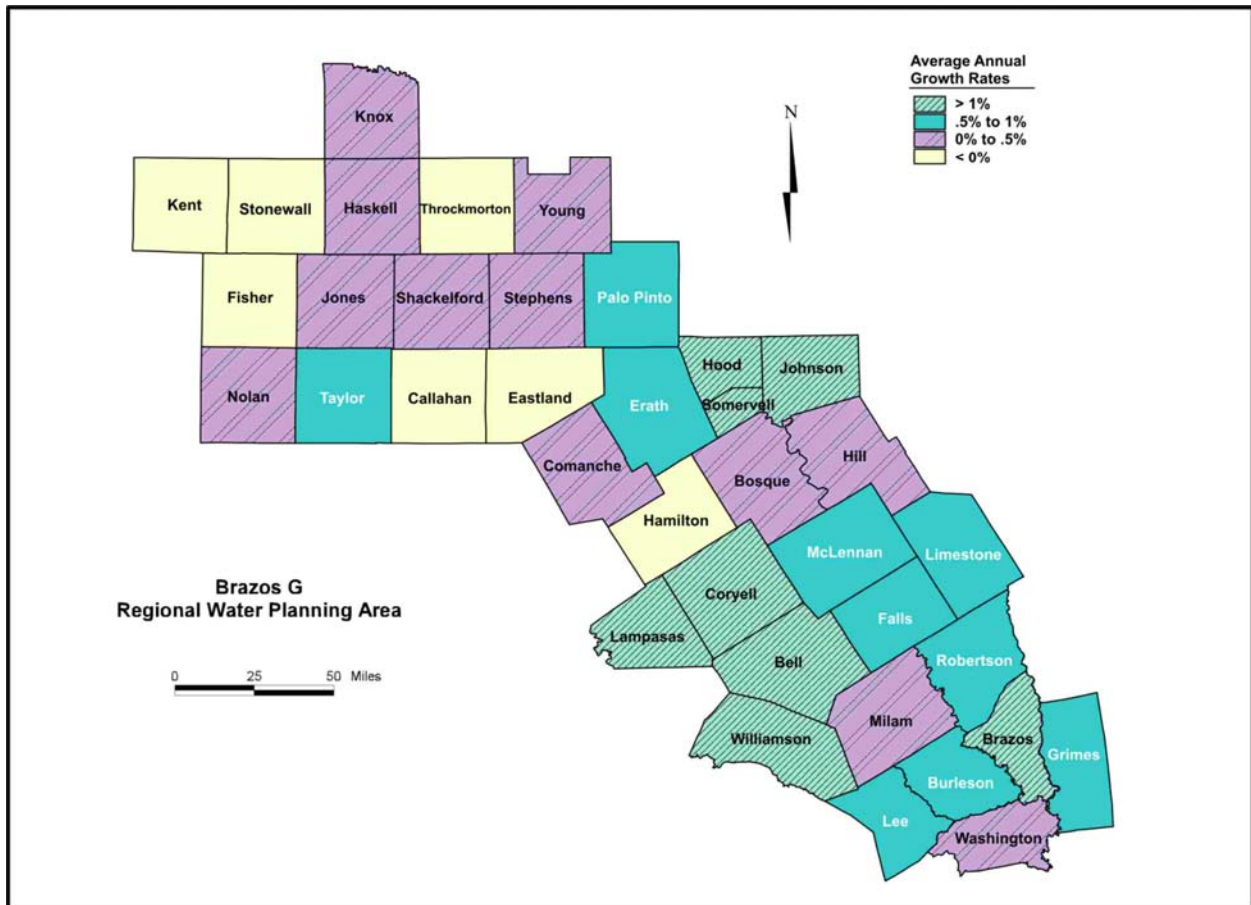 Average Annual
Growth Rates
> 1%
.5% to 1%
0% to .5%
< 0%
N
Knox
Kent
Stonewall
Haskell
Throckmorton
Young
Fisher
Jones
Shackelford
Stephens
Palo Pinto
Nolan
Taylor
Callahan
Eastland
Erath
Hood
Johnson
Somervell
Comanche
Bosque
Hill
Hamilton
McLennan
Limestone
Coryell
Falls
Lampasas
Bell
Robertson
Milam
Williamson
Brazos
Grimes
Burleson
Lee
Washington
Brazos G
Regional Water Planning Area
0 25 50 Miles